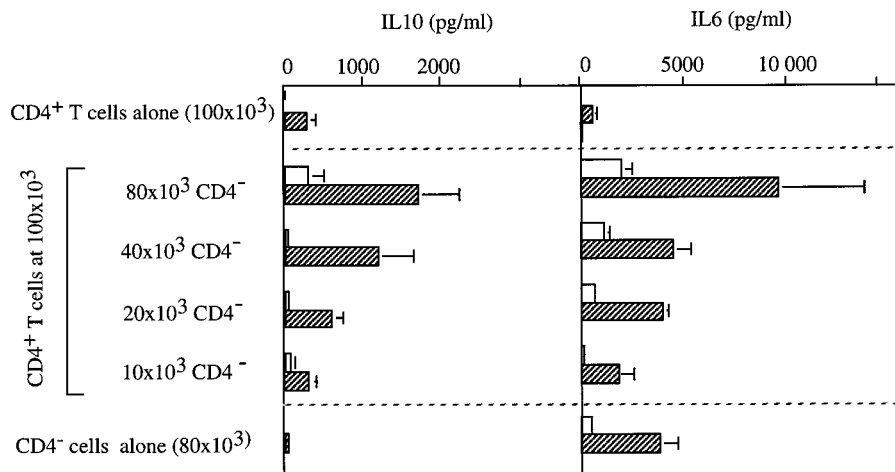 IL10 (pg/ml) IL6 (pg/ml)
0 1000 2000 0 5000 10 000
CD4+ T cells alone (100x10³)
CD4+ T cells at 100x10³
80x10³ CD4⁻
40x10³ CD4⁻
20x10³ CD4⁻
10x10³ CD4⁻
CD4⁻ cells alone (80x10³)